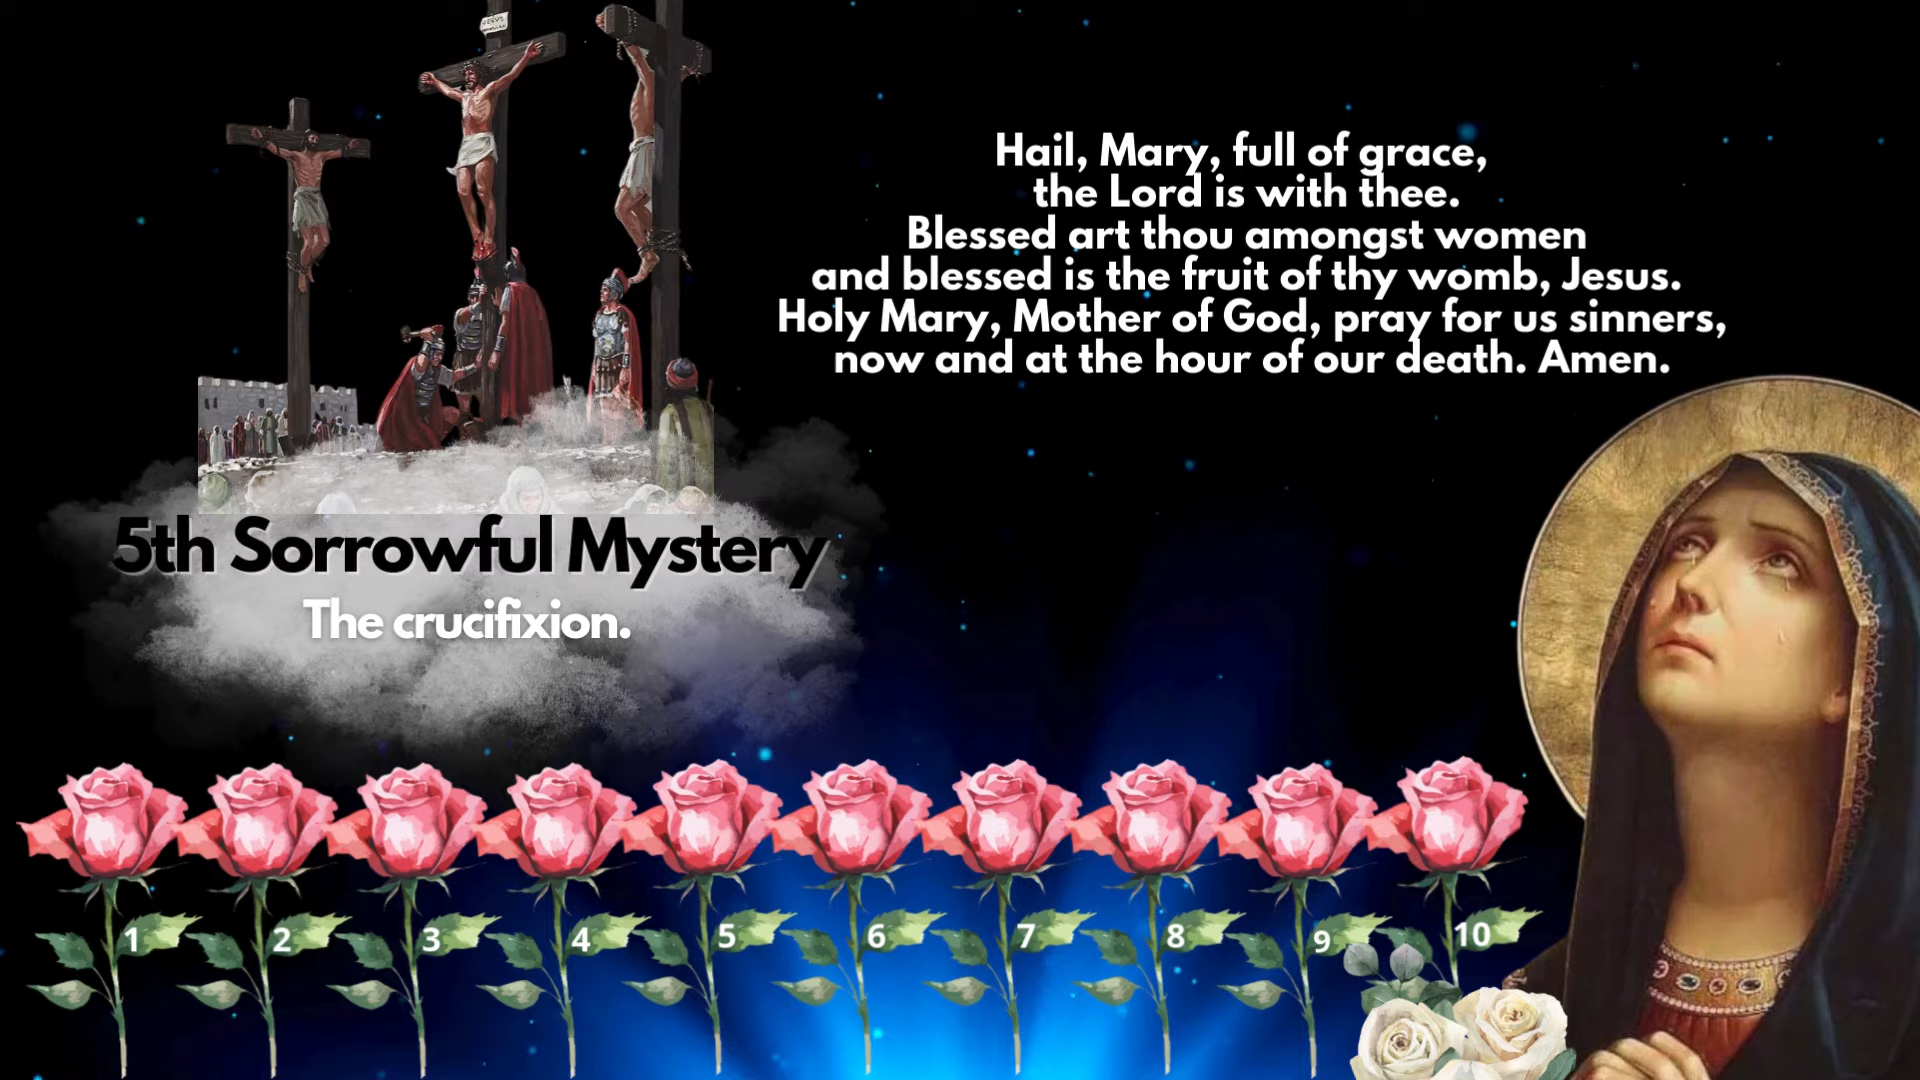 Hail, Mary, full of grace,
the Lord is with thee.
Blessed art thou amongst women
and blessed is the fruit of thy womb, Jesus.
Holy Mary, Mother of God, pray for us sinners,
now and at the hour of our death. Amen.
5th Sorrowful Mystery
The crucifixion.
1 2 3 4 5 6 7 8 9 10